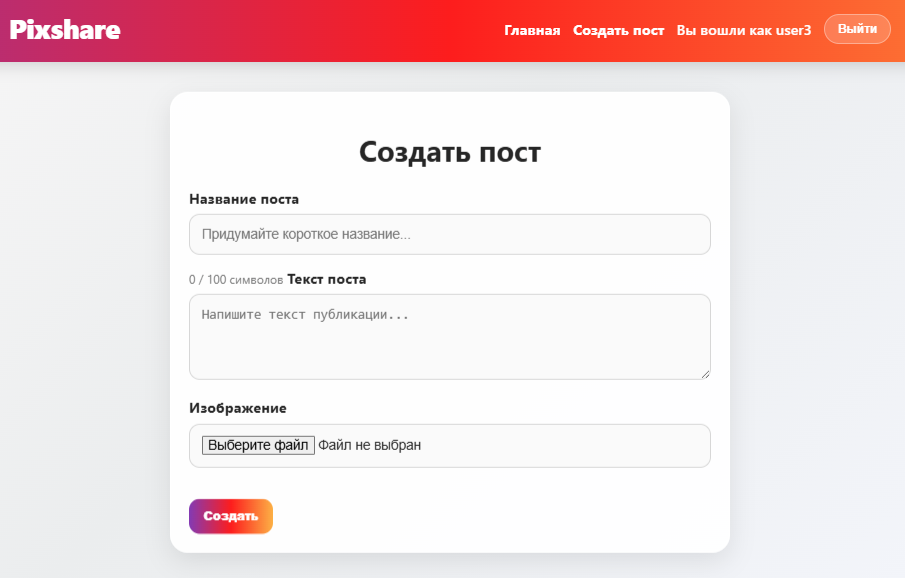 Pixshare
Главная Создать пост Вы вошли как user3 Выйти
Создать пост
Название поста
Придумайте короткое название...
0 / 100 символов Текст поста
Напишите текст публикации...
Изображение
Выберите файл Файл не выбран
Создать